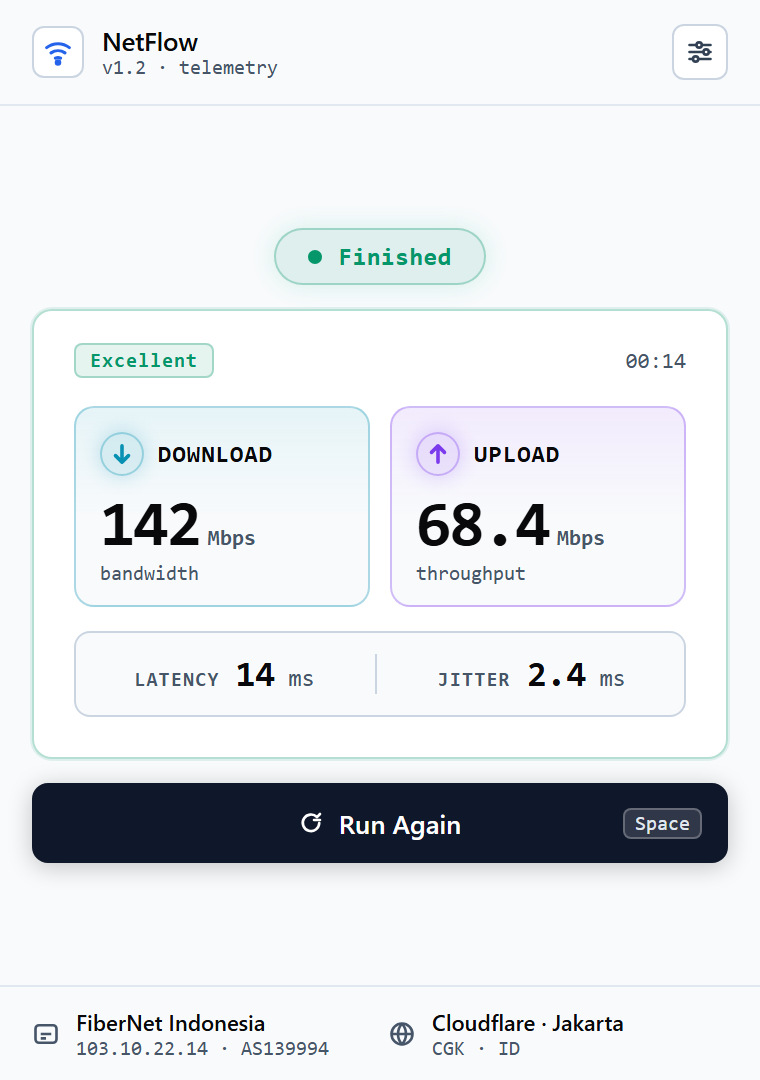 NetFlow
v1.2 · telemetry
Finished
Excellent
00:14
DOWNLOAD
142 Mbps
bandwidth
UPLOAD
68.4 Mbps
throughput
LATENCY 14 ms
JITTER 2.4 ms
Run Again
Space
FiberNet Indonesia
103.10.22.14 · AS139994
Cloudflare · Jakarta
CGK · ID